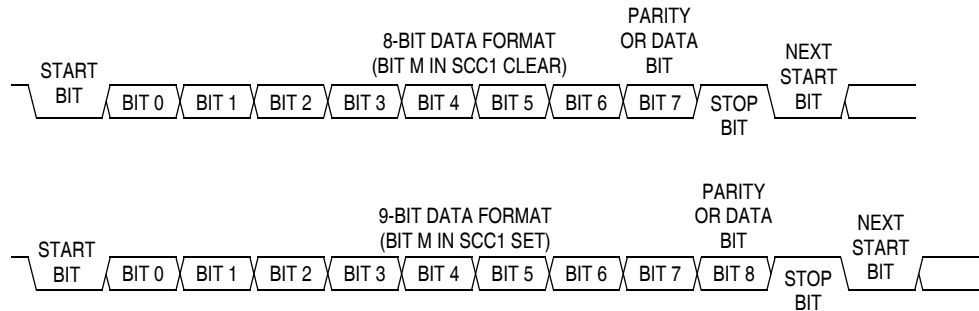 8-BIT DATA FORMAT
(BIT M IN SCC1 CLEAR)
PARITY
OR DATA
BIT
START
BIT
BIT 0 BIT 1 BIT 2 BIT 3 BIT 4 BIT 5 BIT 6 BIT 7
STOP
BIT
NEXT
START
BIT
9-BIT DATA FORMAT
(BIT M IN SCC1 SET)
PARITY
OR DATA
BIT
START
BIT
BIT 0 BIT 1 BIT 2 BIT 3 BIT 4 BIT 5 BIT 6 BIT 7 BIT 8
STOP
BIT
NEXT
START
BIT